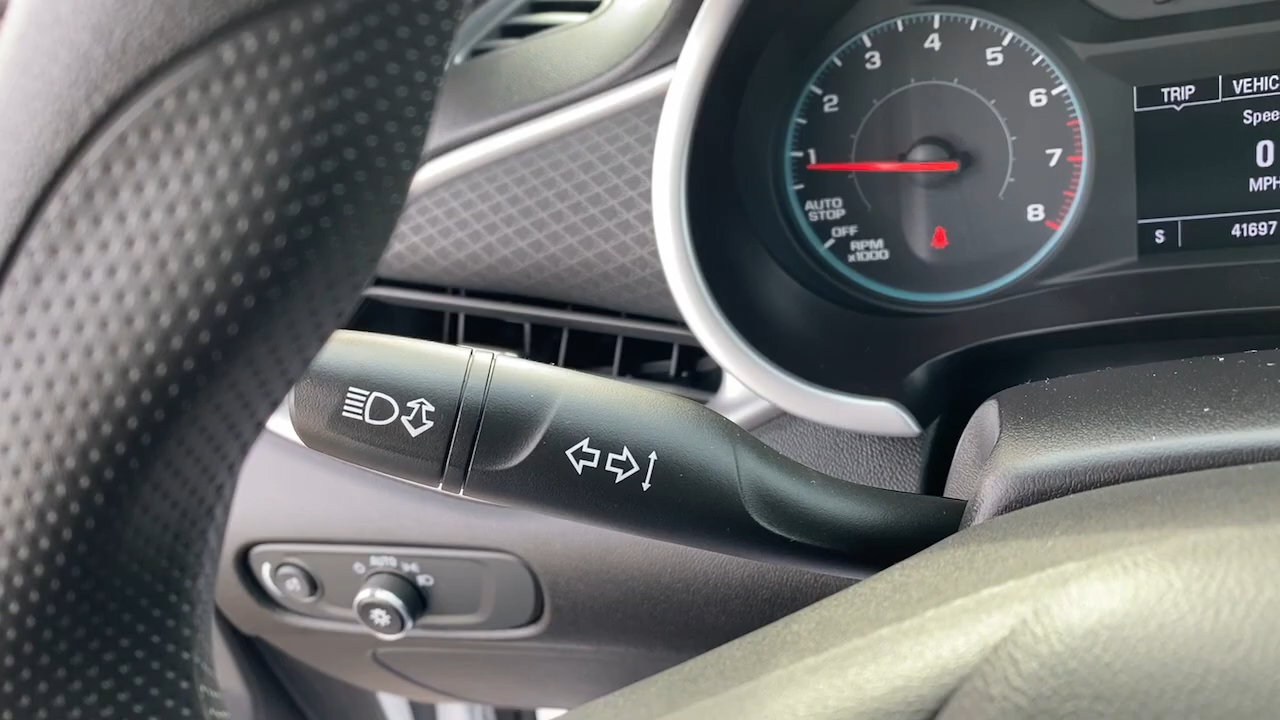 4
3
5
2
6
1
7
8
AUTO
STOP
OFF
RPM
x1000
TRIP
VEHIC
Spee
0
MPH
S
41697
AUTO